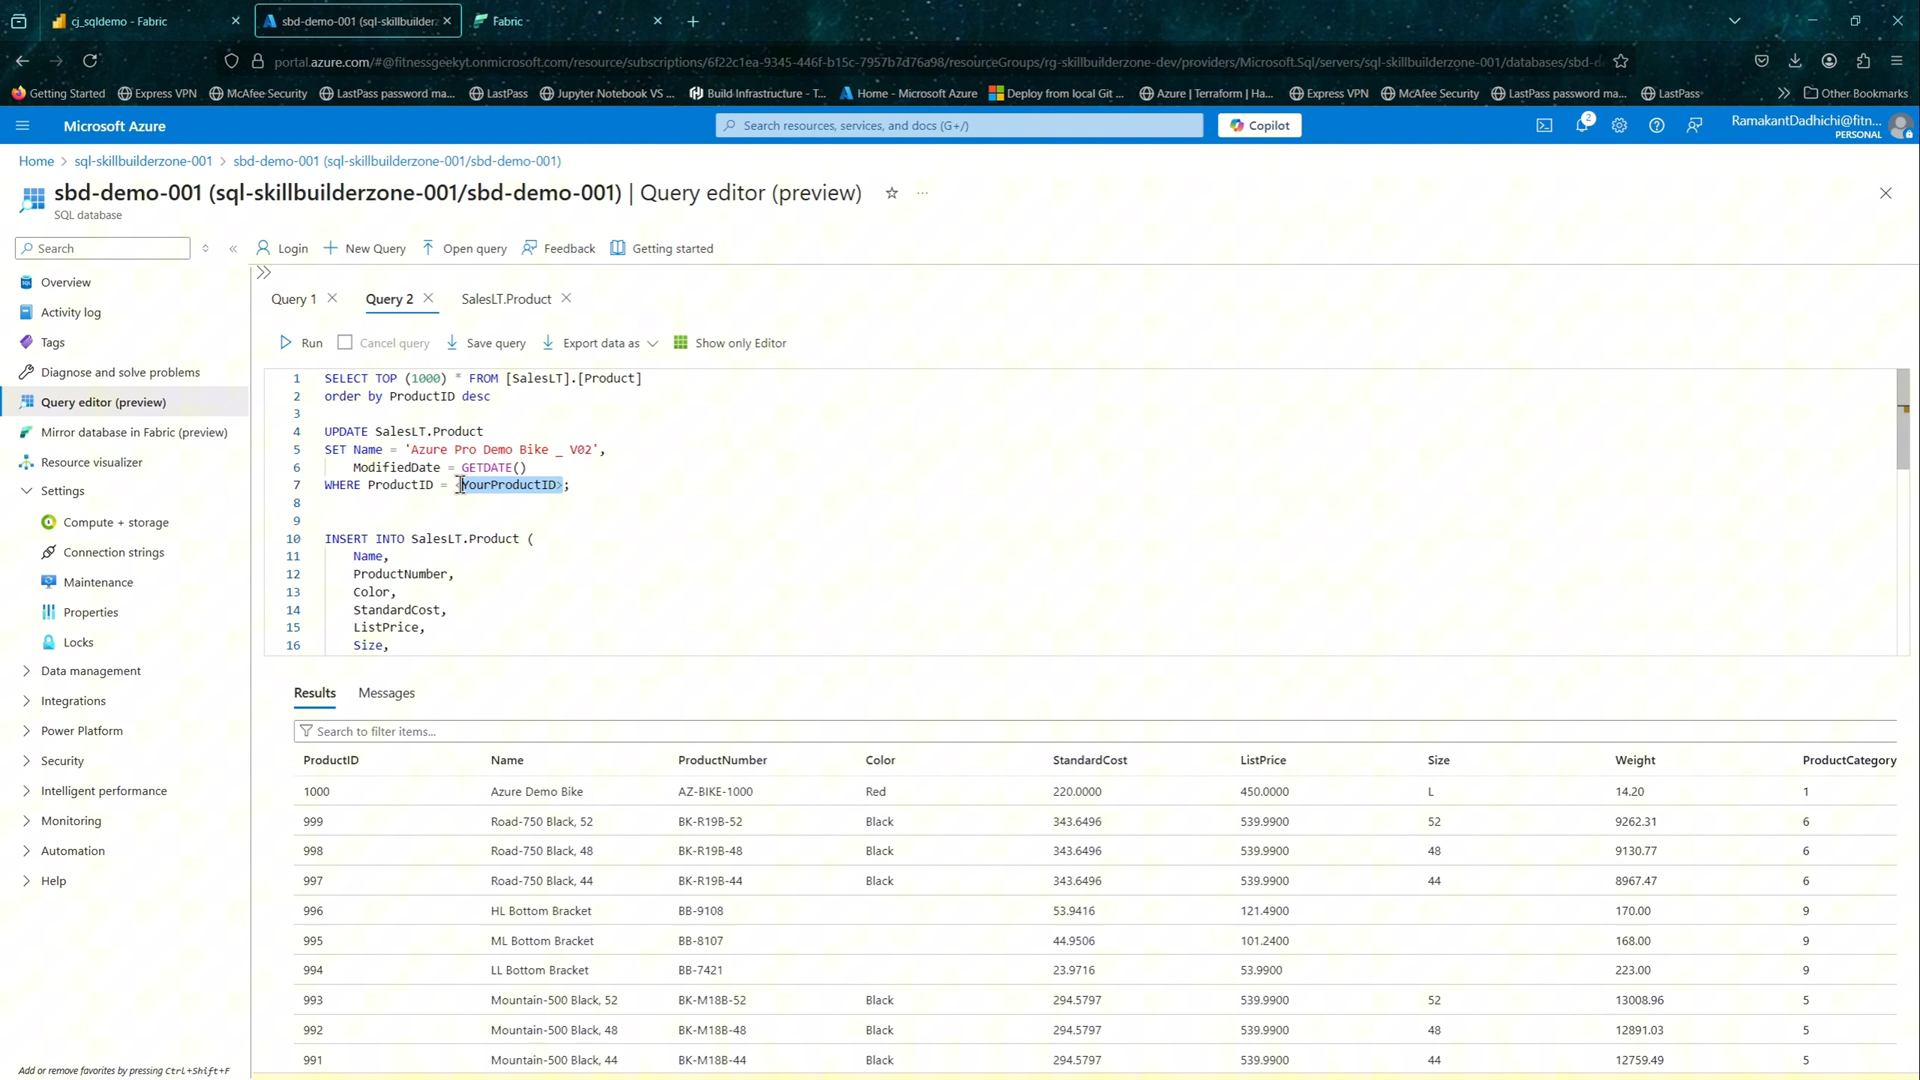 cj_sqldemo - Fabric
sbd-demo-001 (sql-skillbuilder
Fabric
portal.azure.com/#@fitnessgeekyt.onmicrosoft.com/resource/subscriptions/6f22c1ea-9345-446f-b15c-7957b7d76a98/resourceGroups/rg-skillbuilderzone-dev/providers/Microsoft.Sql/servers/sql-skillbuilderzone-001/databases/sbd-d
Getting Started
Express VPN
McAfee Security
LastPass password ma...
LastPass
Jupyter Notebook VS ...
Build Infrastructure - T...
Home - Microsoft Azure
Deploy from local Git ...
Azure | Terraform | Ha...
Express VPN
McAfee Security
LastPass password ma...
LastPass
Other Bookmarks
Microsoft Azure
Search resources, services, and docs (G+/)
Copilot
2
RamakantDadhichi@fitn...
PERSONAL
Home > sql-skillbuilderzone-001 > sbd-demo-001 (sql-skillbuilderzone-001/sbd-demo-001)
sbd-demo-001 (sql-skillbuilderzone-001/sbd-demo-001) | Query editor (preview)
SQL database
Search
Login
New Query
Open query
Feedback
Getting started
Overview
Activity log
Tags
Diagnose and solve problems
Query editor (preview)
Mirror database in Fabric (preview)
Resource visualizer
Settings
Compute + storage
Connection strings
Maintenance
Properties
Locks
Data management
Integrations
Power Platform
Security
Intelligent performance
Monitoring
Automation
Help
Add or remove favorites by pressing Ctrl+Shift+F
Query 1
Query 2
SalesLT.Product
Run
Cancel query
Save query
Export data as
Show only Editor
1 SELECT TOP (1000) * FROM [SalesLT].[Product]
2 order by ProductID desc
3
4 UPDATE SalesLT.Product
5 SET Name = 'Azure Pro Demo Bike _ V02',
6 ModifiedDate = GETDATE()
7 WHERE ProductID = <YourProductID>;
8
9
10 INSERT INTO SalesLT.Product (
11 Name,
12 ProductNumber,
13 Color,
14 StandardCost,
15 ListPrice,
16 Size,
Results
Messages
Search to filter items...
ProductID Name ProductNumber Color StandardCost ListPrice Size Weight ProductCategory
1000 Azure Demo Bike AZ-BIKE-1000 Red 220.0000 450.0000 L 14.20 1
999 Road-750 Black, 52 BK-R19B-52 Black 343.6496 539.9900 52 9262.31 6
998 Road-750 Black, 48 BK-R19B-48 Black 343.6496 539.9900 48 9130.77 6
997 Road-750 Black, 44 BK-R19B-44 Black 343.6496 539.9900 44 8967.47 6
996 HL Bottom Bracket BB-9108 53.9416 121.4900 170.00 9
995 ML Bottom Bracket BB-8107 44.9506 101.2400 168.00 9
994 LL Bottom Bracket BB-7421 23.9716 53.9900 223.00 9
993 Mountain-500 Black, 52 BK-M18B-52 Black 294.5797 539.9900 52 13008.96 5
992 Mountain-500 Black, 48 BK-M18B-48 Black 294.5797 539.9900 48 12891.03 5
991 Mountain-500 Black, 44 BK-M18B-44 Black 294.5797 539.9900 44 12759.49 5